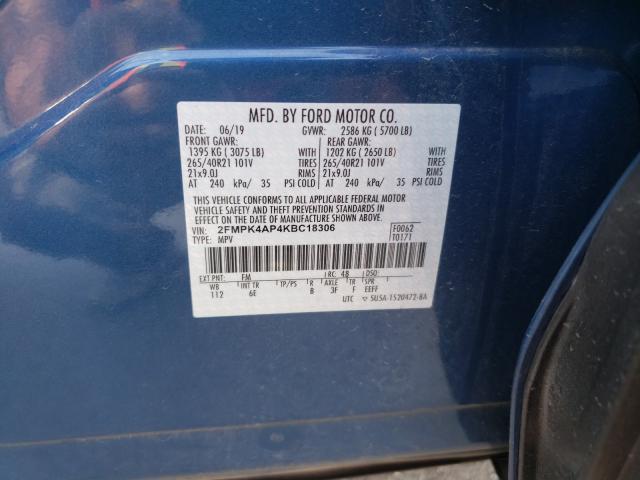 MFD. BY FORD MOTOR CO.
DATE: 06/19 GVWR: 2586 KG ( 5700 LB)
FRONT GAWR: REAR GAWR:
1395 KG ( 3075 LB) WITH 1202 KG ( 2650 LB) WITH
265/40R21 101V TIRES 265/40R21 101V TIRES
21x9.0J RIMS 21x9.0J RIMS
AT 240 kPa/ 35 PSI COLD AT 240 kPa/ 35 PSI COLD
THIS VEHICLE CONFORMS TO ALL APPLICABLE FEDERAL MOTOR
VEHICLE SAFETY AND THEFT PREVENTION STANDARDS IN
EFFECT ON THE DATE OF MANUFACTURE SHOWN ABOVE.
VIN: 2FMPK4AP4KBC18306 F0062
TYPE: MPV T0171
EXT PNT: FM RC: 48 DSO:
WB INT TR TP/PS R AXLE TR SPR
112 6E B 3F F EEFF
UTC ▽ 5U5A-1520472-BA